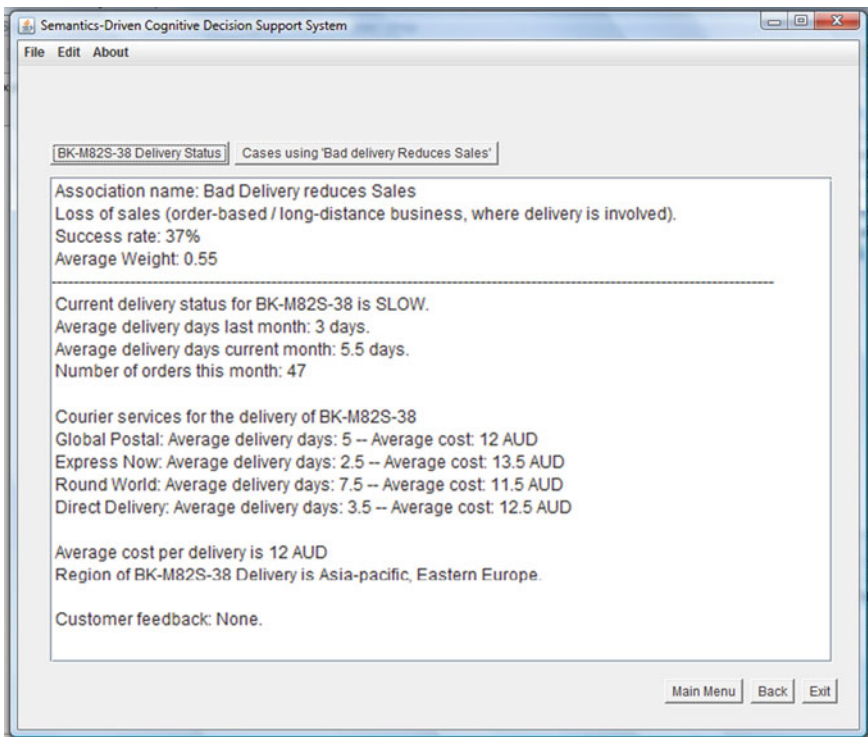 Semantics-Driven Cognitive Decision Support System
File Edit About
BK-M82S-38 Delivery Status Cases using 'Bad delivery Reduces Sales'
Association name: Bad Delivery reduces Sales
Loss of sales (order-based / long-distance business, where delivery is involved).
Success rate: 37%
Average Weight: 0.55
Current delivery status for BK-M82S-38 is SLOW.
Average delivery days last month: 3 days.
Average delivery days current month: 5.5 days.
Number of orders this month: 47
Courier services for the delivery of BK-M82S-38
Global Postal: Average delivery days: 5 -- Average cost: 12 AUD
Express Now: Average delivery days: 2.5 -- Average cost: 13.5 AUD
Round World: Average delivery days: 7.5 -- Average cost: 11.5 AUD
Direct Delivery: Average delivery days: 3.5 -- Average cost: 12.5 AUD
Average cost per delivery is 12 AUD
Region of BK-M82S-38 Delivery is Asia-pacific, Eastern Europe.
Customer feedback: None.
Main Menu Back Exit